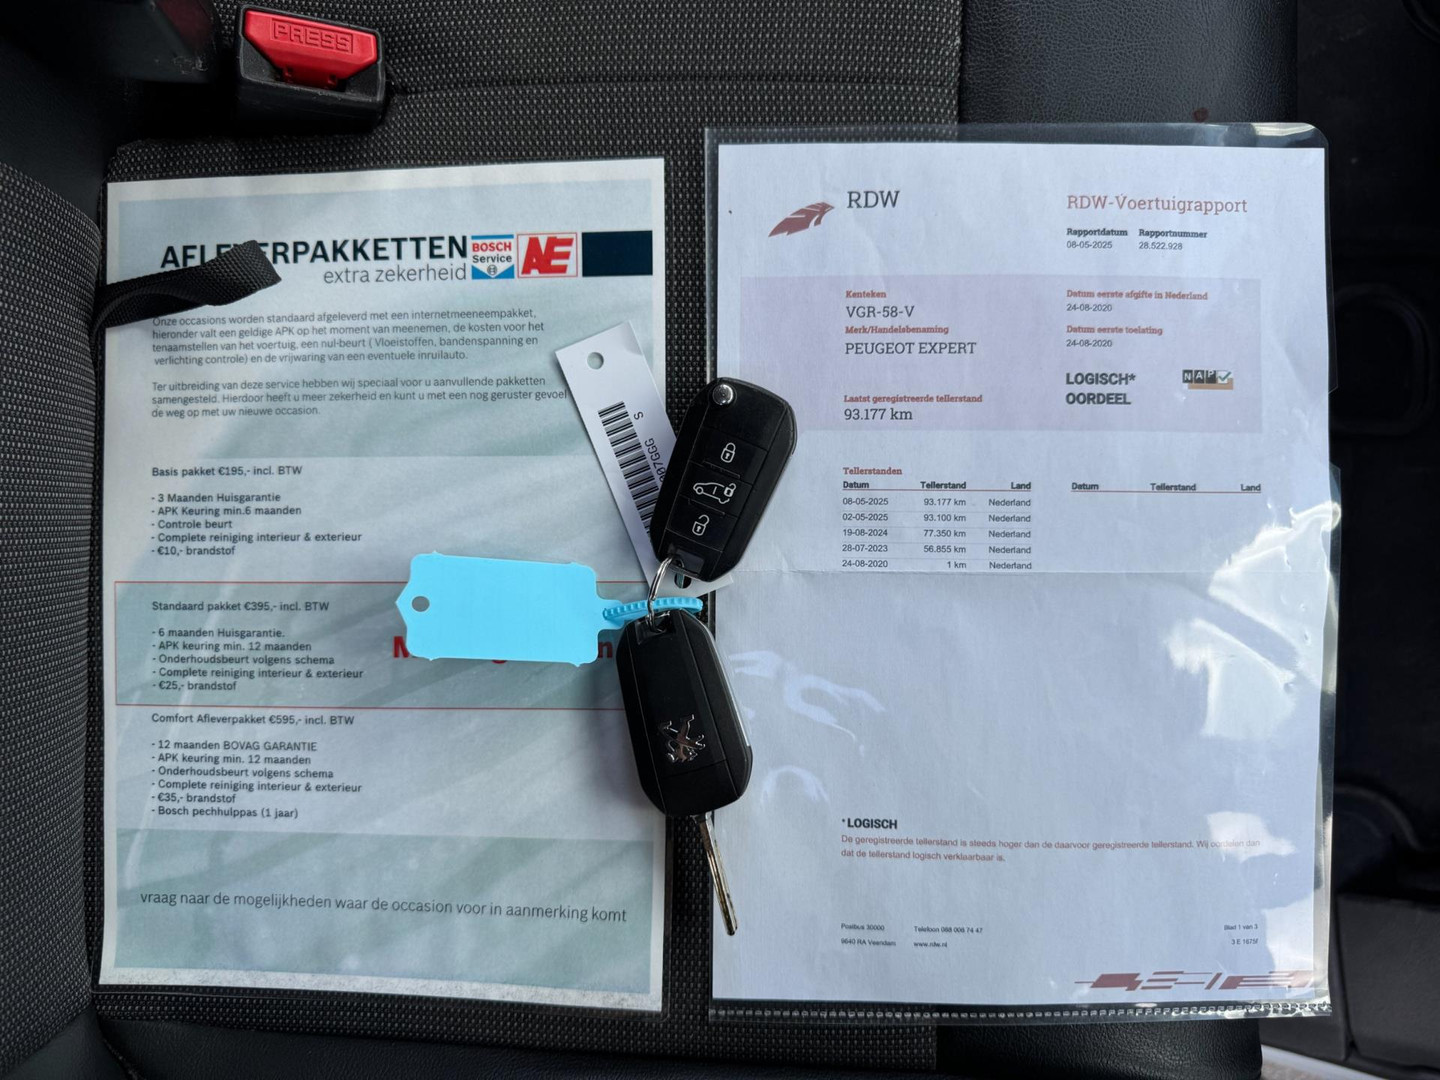 PRESS
AFLEVERPAKKETTEN
extra zekerheid
BOSCH
Service
AE
Onze occasions worden standaard afgeleverd met een internetmeeneempakket,
hieronder valt een geldige APK op het moment van meenemen, de kosten voor het
tenaamstellen van het voertuig, een nul-beurt ( Vloeistoffen, bandenspanning en
verlichting controle) en de vrijwaring van een eventuele inruilauto.
Ter uitbreiding van deze service hebben wij speciaal voor u aanvullende pakketten
samengesteld. Hierdoor heeft u meer zekerheid en kunt u met een nog geruster gevoel
de weg op met uw nieuwe occasion.
Basis pakket €195,- incl. BTW
- 3 Maanden Huisgarantie
- APK Keuring min.6 maanden
- Controle beurt
- Complete reiniging interieur & exterieur
- €10,- brandstof
Standaard pakket €395,- incl. BTW
- 6 maanden Huisgarantie.
- APK keuring min. 12 maanden
- Onderhoudsbeurt volgens schema
- Complete reiniging interieur & exterieur
- €25,- brandstof
Comfort Afleverpakket €595,- incl. BTW
- 12 maanden BOVAG GARANTIE
- APK keuring min. 12 maanden
- Onderhoudsbeurt volgens schema
- Complete reiniging interieur & exterieur
- €35,- brandstof
- Bosch pechhulppas (1 jaar)
vraag naar de mogelijkheden waar de occasion voor in aanmerking komt
S
RDW
RDW-Voertuigrapport
Rapportdatum Rapportnummer
08-05-2025 28.522.928
Kenteken
VGR-58-V
Merk/Handelsbenaming
PEUGEOT EXPERT
Laatst geregistreerde tellerstand
93.177 km
Datum eerste afgifte in Nederland
24-08-2020
Datum eerste toelating
24-08-2020
LOGISCH*
OORDEEL
NAP
Tellerstanden
Datum Tellerstand Land
08-05-2025 93.177 km Nederland
02-05-2025 93.100 km Nederland
19-08-2024 77.350 km Nederland
28-07-2023 56.855 km Nederland
24-08-2020 1 km Nederland
Datum Tellerstand Land
*LOGISCH
De geregistreerde tellerstand is steeds hoger dan de daarvoor geregistreerde tellerstand. Wij oordelen dan
dat de tellerstand logisch verklaarbaar is.
Postbus 30000 Telefoon 088 008 74 47
9640 RA Veendam www.rdw.nl
Blad 1 van 3
3 E 1675f